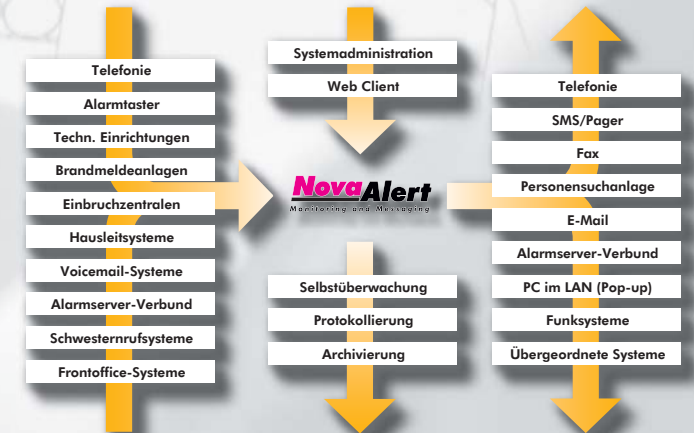 Telefonie
Alarmtaster
Techn. Einrichtungen
Brandmeldeanlagen
Einbruchzentralen
Hausleitsysteme
Voicemail-Systeme
Alarmserver-Verbund
Schwesternrufsysteme
Frontoffice-Systeme
Systemadministration
Web Client
NovaAlert
Monitoring and Messaging
Selbstüberwachung
Protokollierung
Archivierung
Telefonie
SMS/Pager
Fax
Personensuchanlage
E-Mail
Alarmserver-Verbund
PC im LAN (Pop-up)
Funksysteme
Übergeordnete Systeme